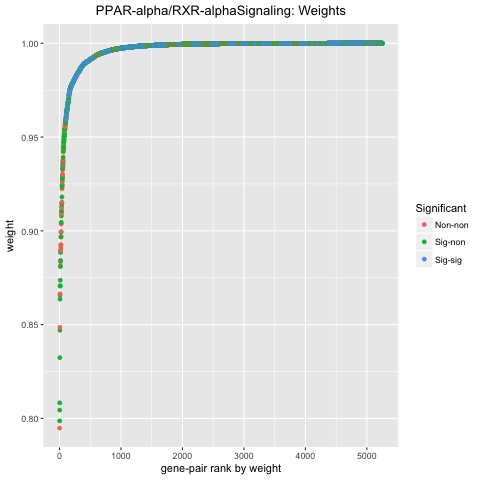 PPAR-alpha/RXR-alphaSignaling: Weights
1.00
0.95
0.90
0.85
0.80
weight
0
1000
2000
3000
4000
5000
gene-pair rank by weight
Significant
Non-non
Sig-non
Sig-sig